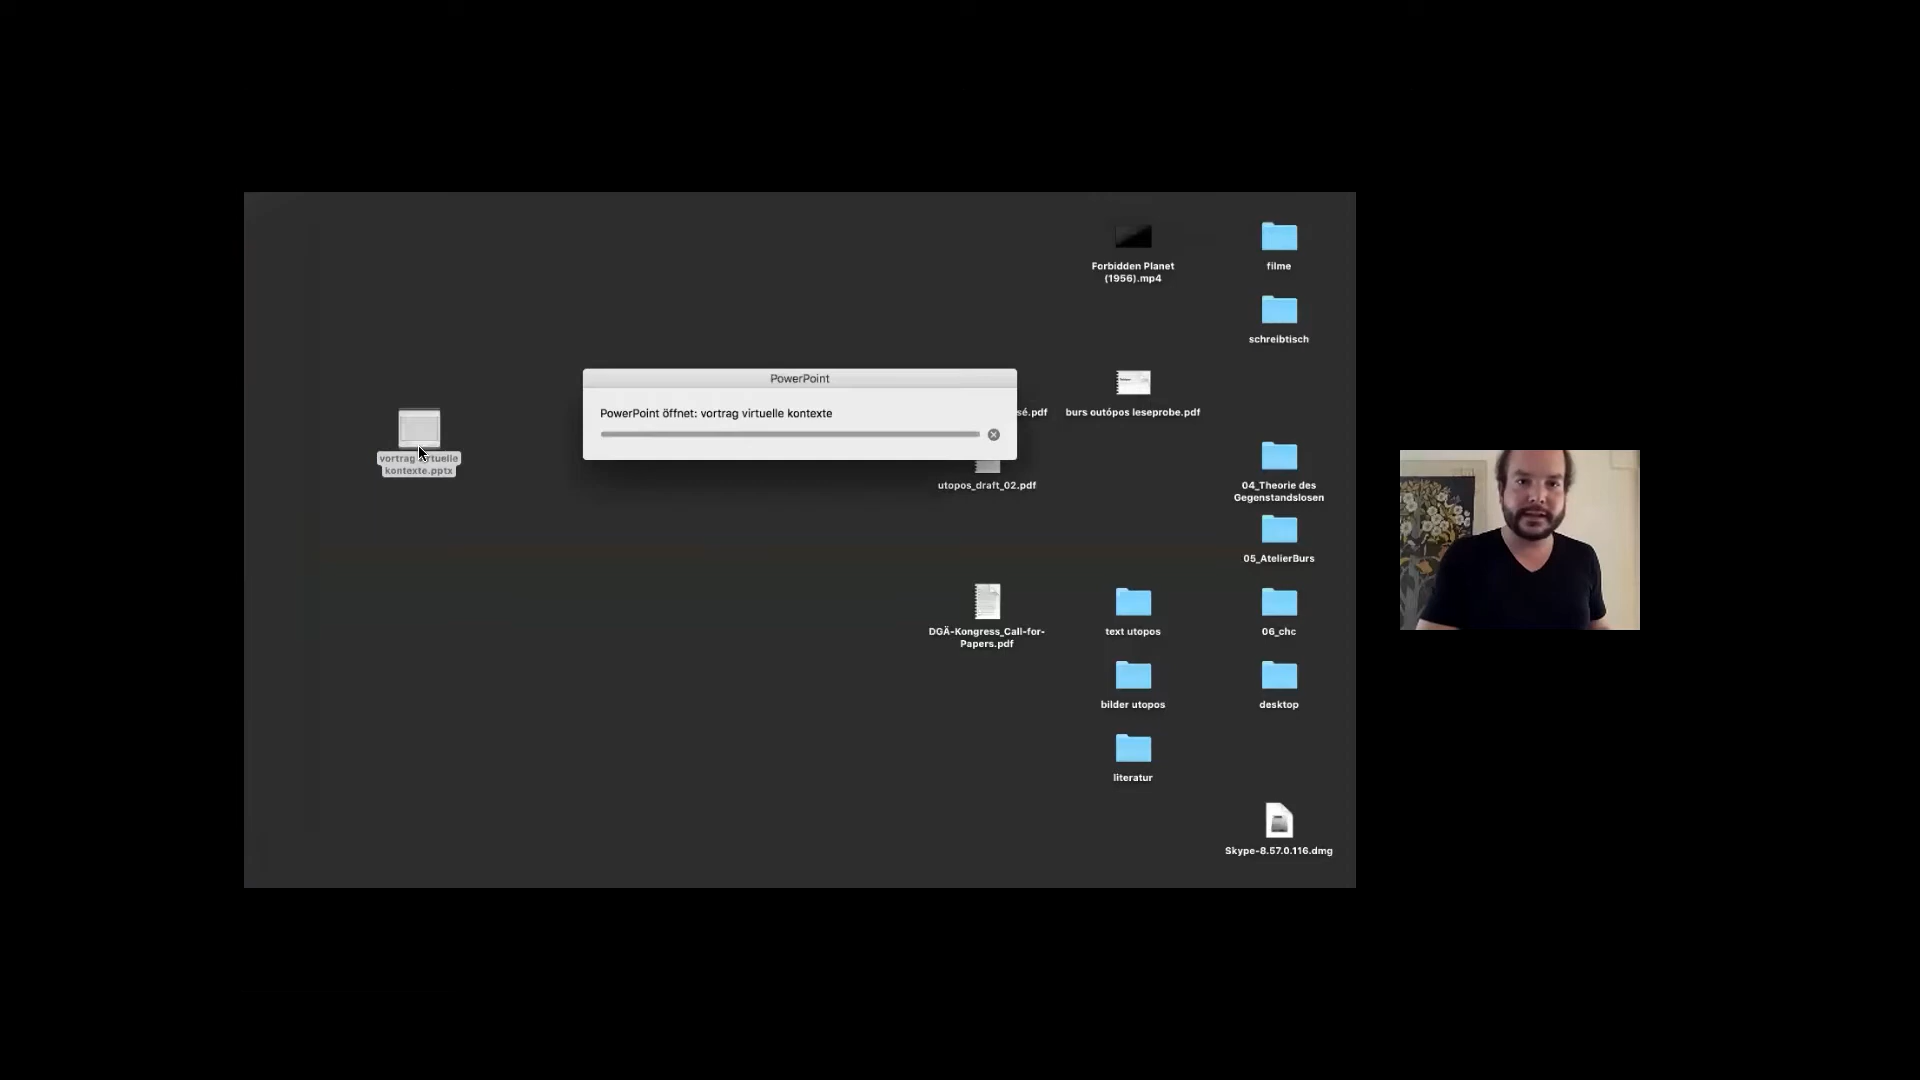 Forbidden Planet
(1956).mp4
filme
schreibtisch
PowerPoint
PowerPoint öffnet: vortrag virtuelle kontexte
sé.pdf
burs outópos leseprobe.pdf
vortrag virtuelle
kontexte.pptx
utopos_draft_02.pdf
04_Theorie des
Gegenstandslosen
05_AtelierBurs
DGÄ-Kongress_Call-for-
Papers.pdf
text utopos
06_chc
bilder utopos
desktop
literatur
Skype-8.57.0.116.dmg